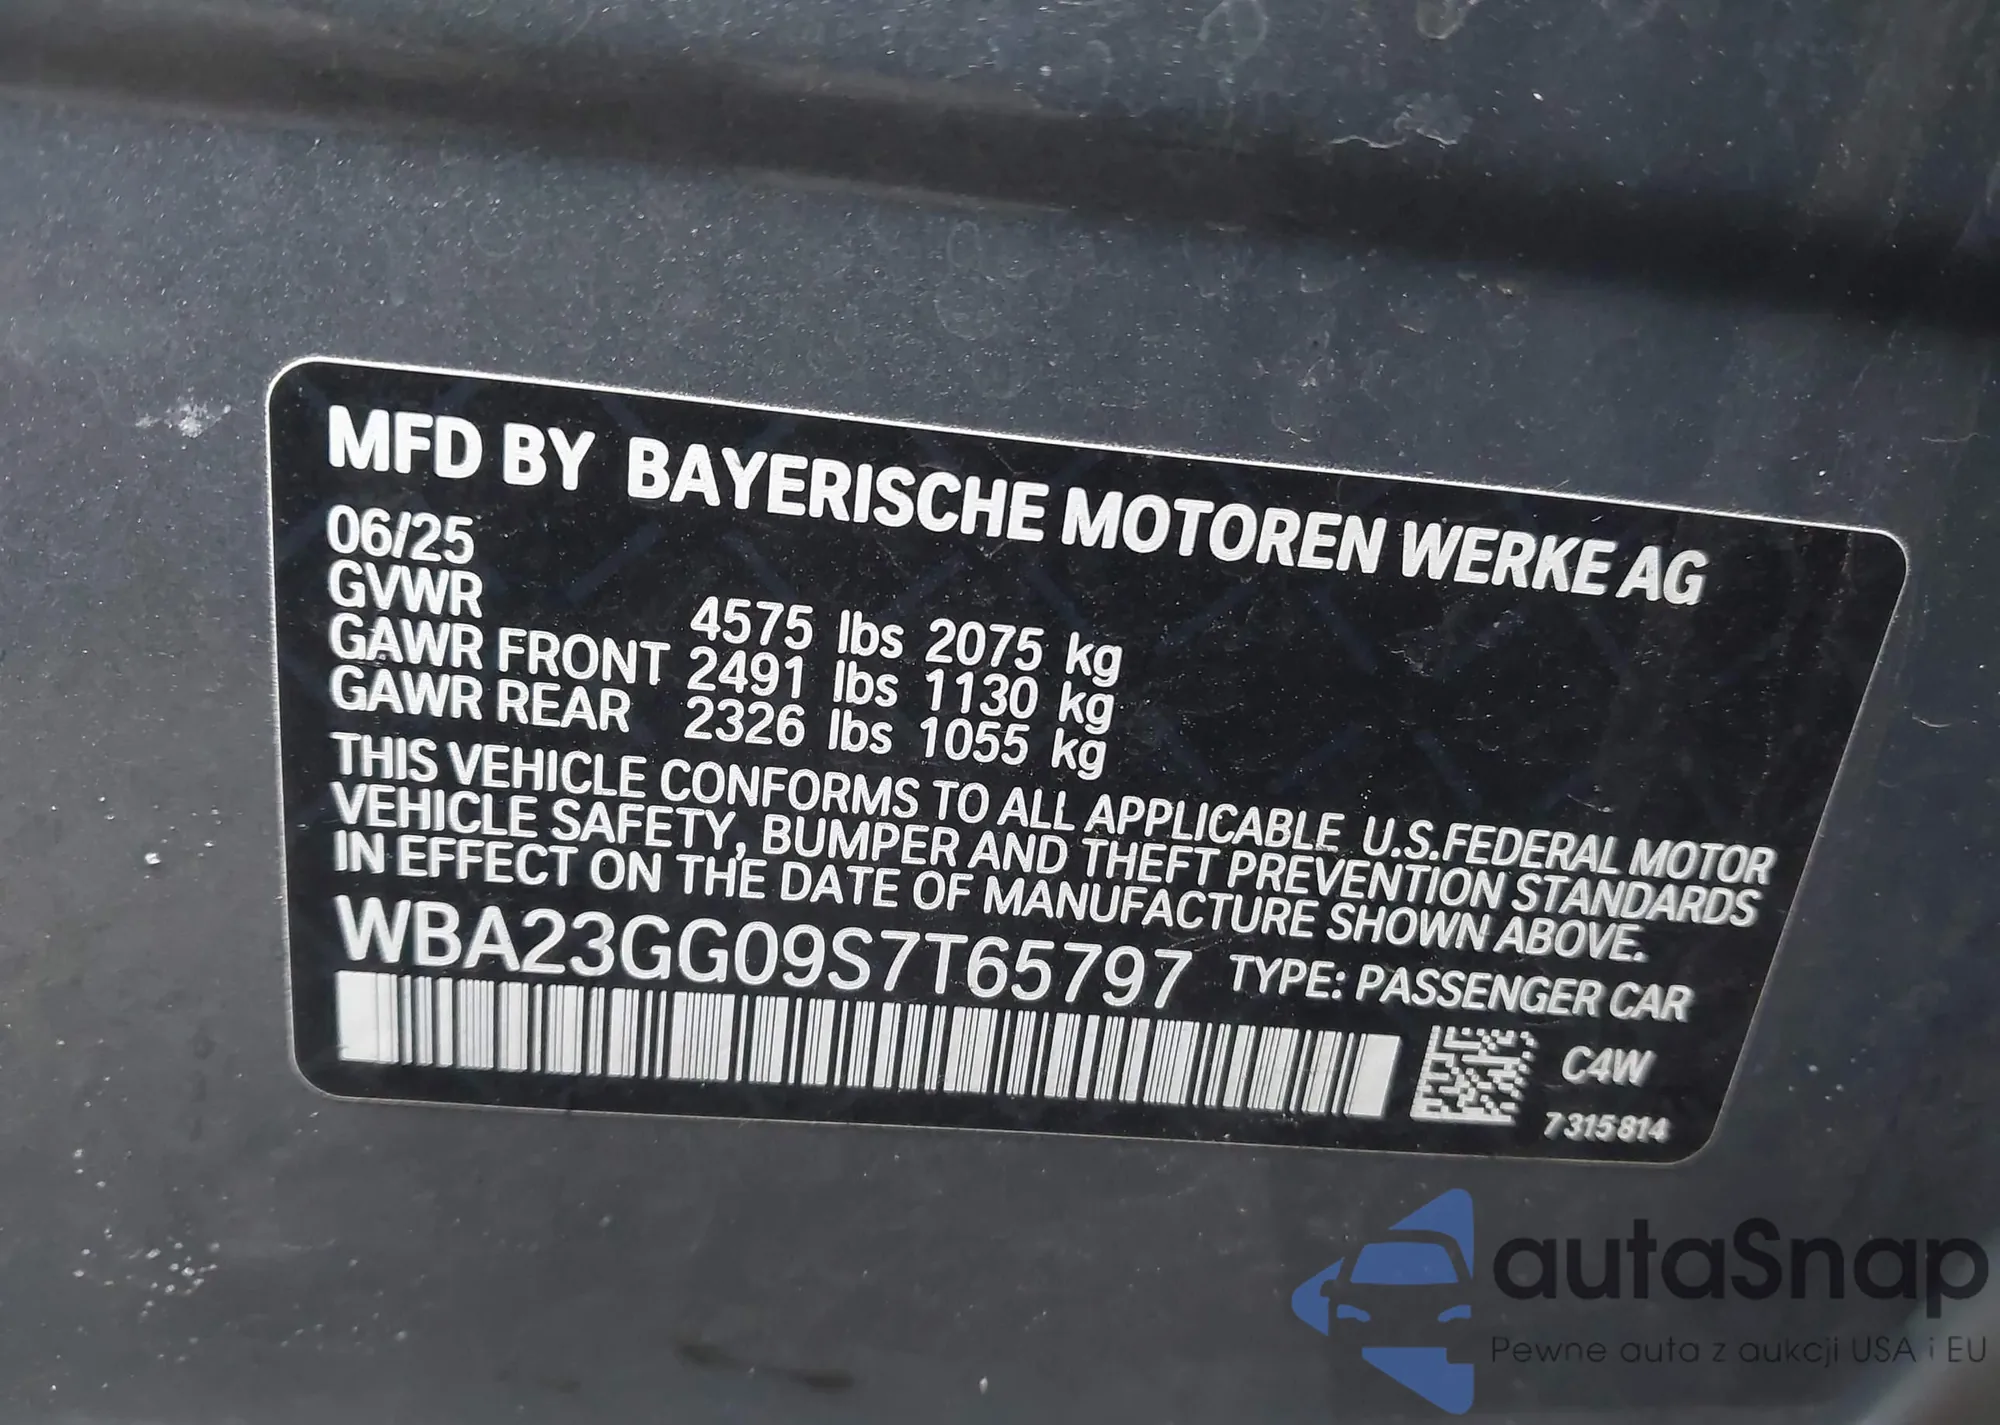 MFD BY BAYERISCHE MOTOREN WERKE AG
06/25
GVWR 4575 lbs 2075 kg
GAWR FRONT 2491 lbs 1130 kg
GAWR REAR 2326 lbs 1055 kg
THIS VEHICLE CONFORMS TO ALL APPLICABLE U.S.FEDERAL MOTOR
VEHICLE SAFETY, BUMPER AND THEFT PREVENTION STANDARDS
IN EFFECT ON THE DATE OF MANUFACTURE SHOWN ABOVE.
WBA23GG09S7T65797 TYPE: PASSENGER CAR
C4W
7315814
autaSnap
Pewne auta z aukcji USA i EU